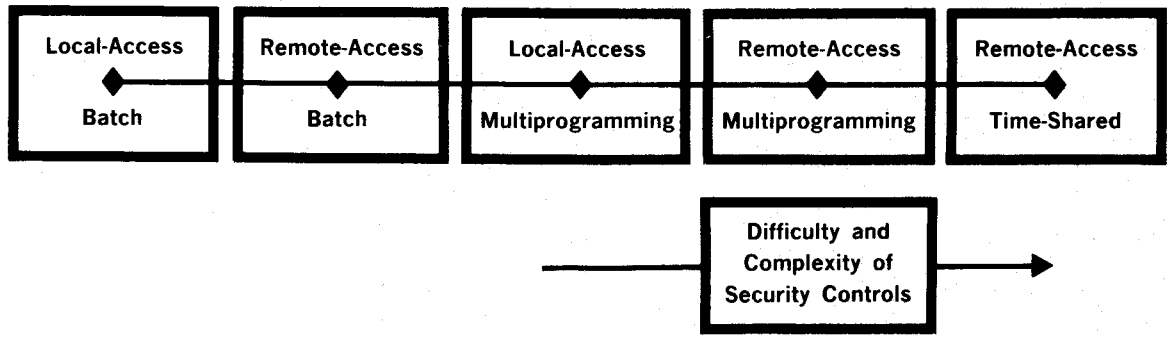 Local-Access
Batch
Remote-Access
Batch
Local-Access
Multiprogramming
Remote-Access
Multiprogramming
Remote-Access
Time-Shared
Difficulty and
Complexity of
Security Controls